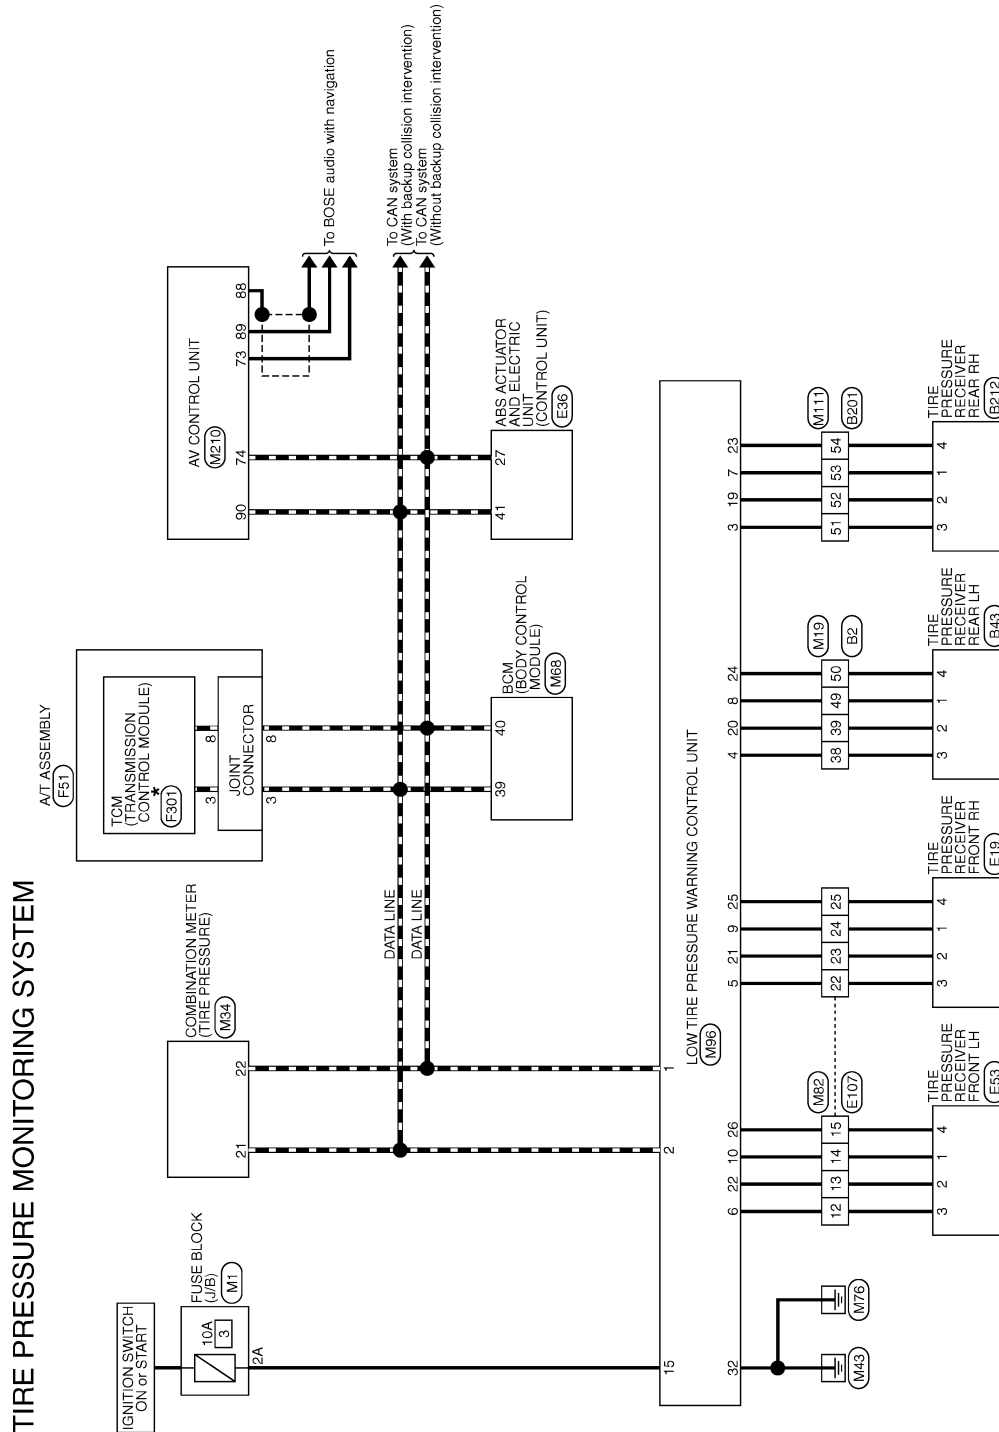 TIRE PRESSURE MONITORING SYSTEM
IGNITION SWITCH
ON or START
FUSE BLOCK
(J/B)
M1
10A
3
2A
COMBINATION METER
(TIRE PRESSURE)
M34
21
22
A/T ASSEMBLY
F51
TCM
(TRANSMISSION
CONTROL MODULE)
*
F301
3
8
JOINT
CONNECTOR
3
8
AV CONTROL UNIT
M210
90
74
73
89
88
To BOSE audio with navigation
To CAN system
(With backup collision intervention)
To CAN system
(Without backup collision intervention)
DATA LINE
DATA LINE
BCM
(BODY CONTROL
MODULE)
M68
39
40
ABS ACTUATOR
AND ELECTRIC
UNIT
(CONTROL UNIT)
E36
41
27
15
2
1
LOW TIRE PRESSURE WARNING CONTROL UNIT
M96
32
6
22
10
26
5
21
9
25
4
20
8
24
3
19
7
23
M43
M76
12
13
14
15
M82
E107
22
23
24
25
38
39
49
50
M19
B2
51
52
53
54
M111
B201
3
2
1
4
TIRE
PRESSURE
RECEIVER
FRONT LH
E53
3
2
1
4
TIRE
PRESSURE
RECEIVER
FRONT RH
E19
3
2
1
4
TIRE
PRESSURE
RECEIVER
REAR LH
B43
3
2
1
4
TIRE
PRESSURE
RECEIVER
REAR RH
B212